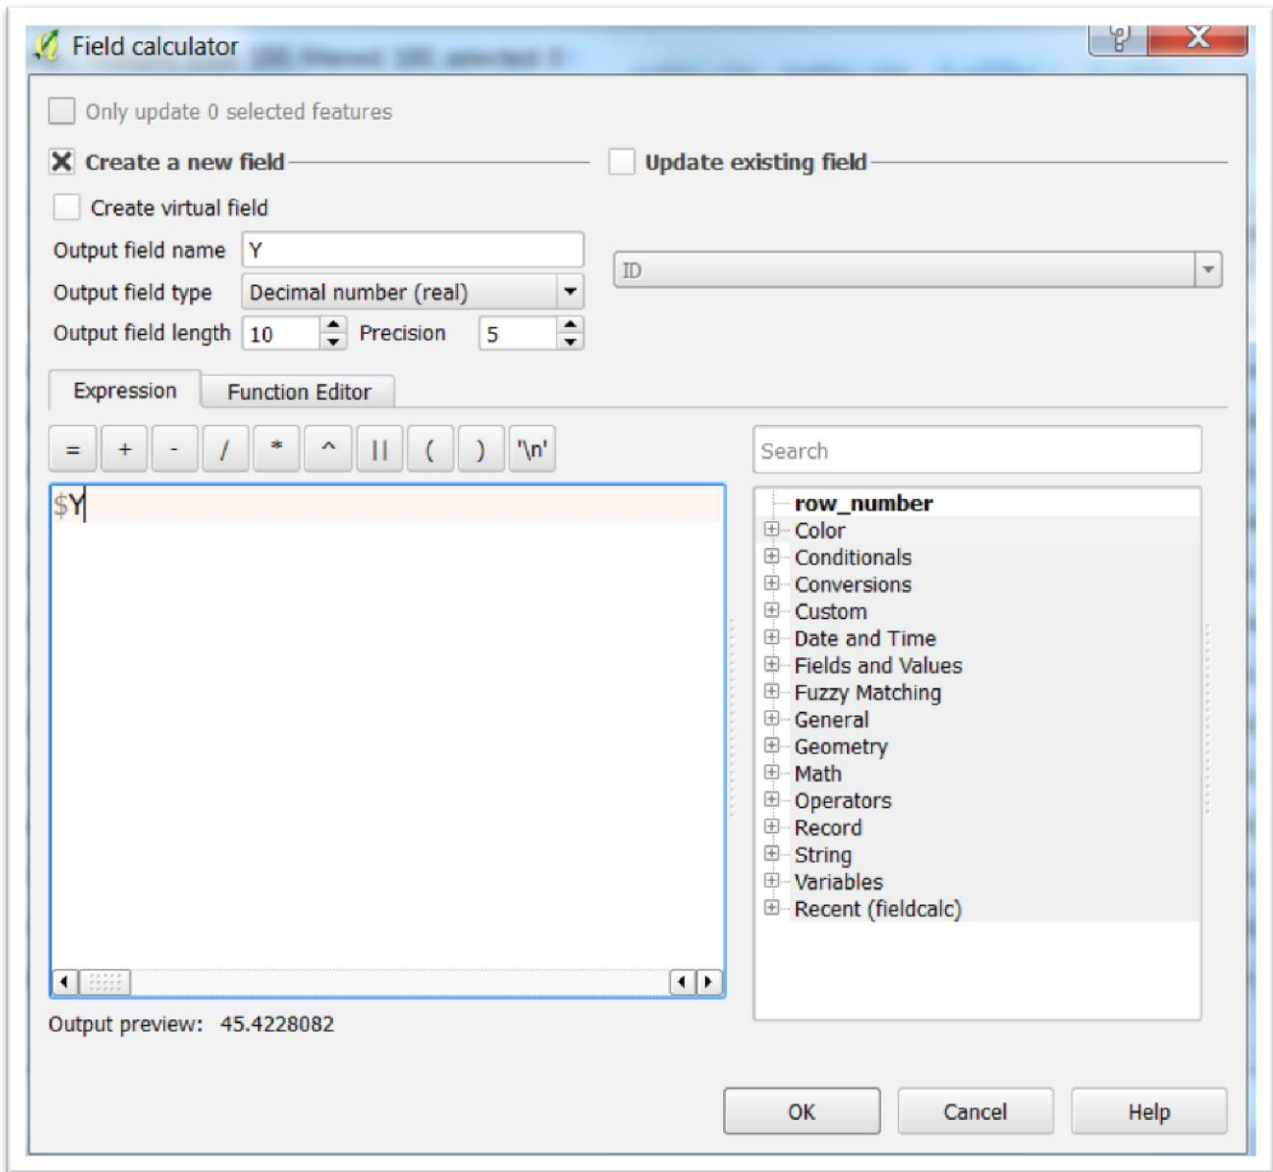 Field calculator
Only update 0 selected features
Create a new field
Update existing field
Create virtual field
Output field name Y
ID
Output field type Decimal number (real)
Output field length 10 Precision 5
Expression Function Editor
= + - / * ^ || ( ) '\n'
Search
$Y
row_number
Color
Conditionals
Conversions
Custom
Date and Time
Fields and Values
Fuzzy Matching
General
Geometry
Math
Operators
Record
String
Variables
Recent (fieldcalc)
Output preview: 45.4228082
OK Cancel Help